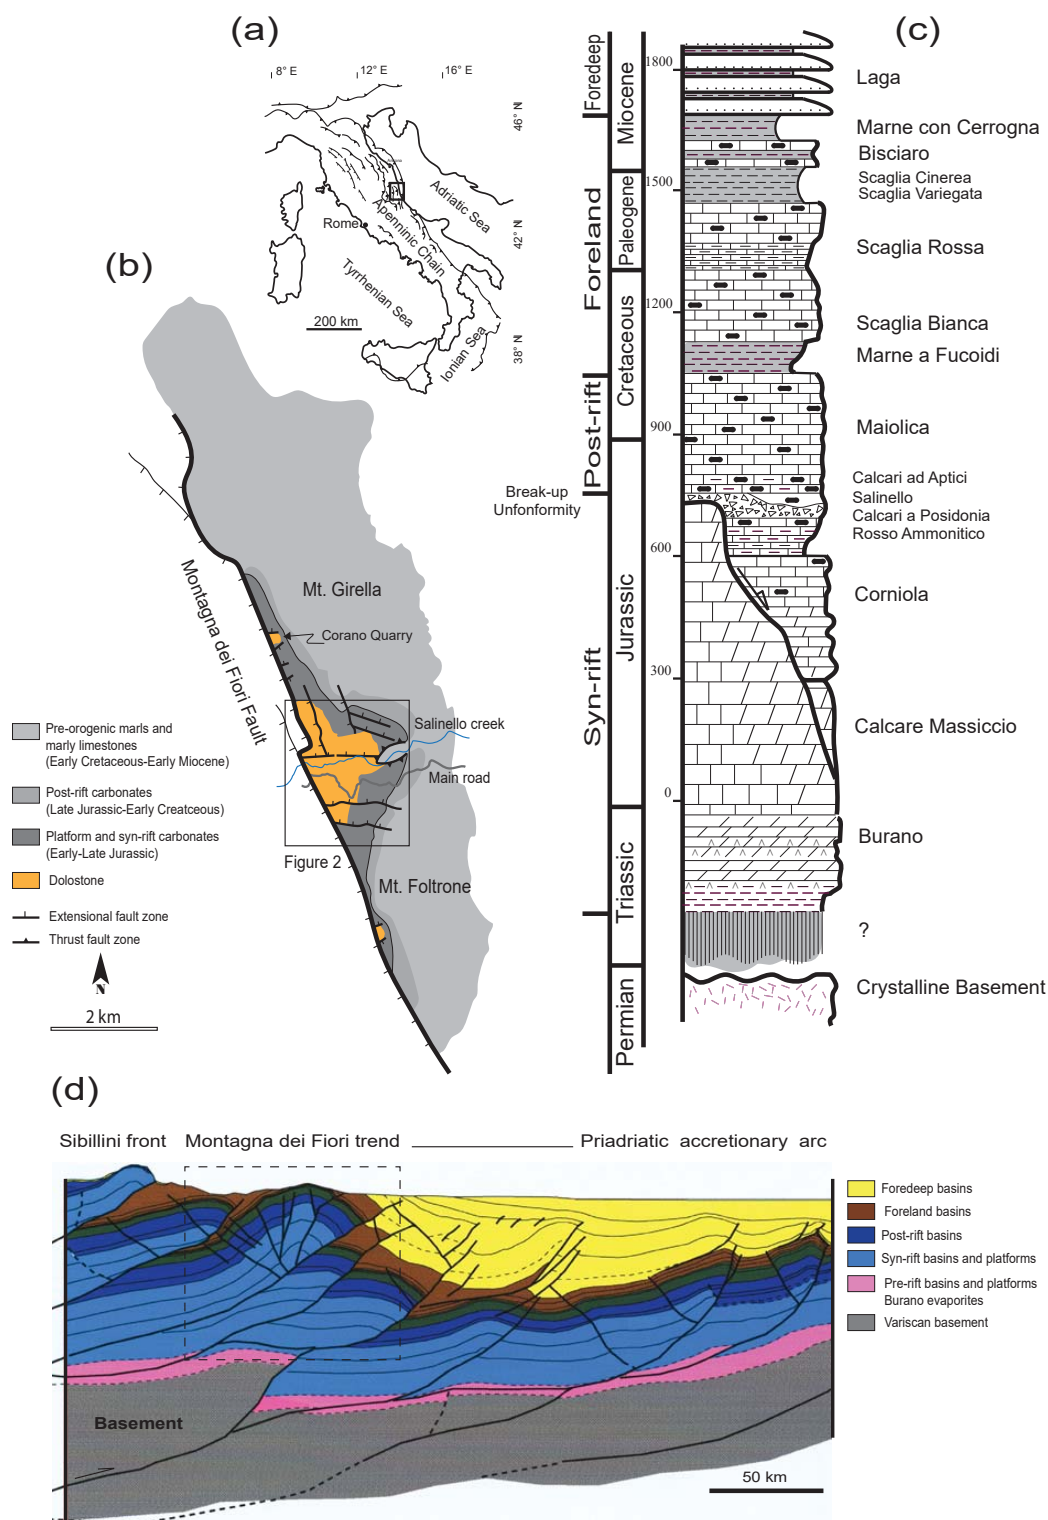 (a)
8° E
12° E
16° E
46° N
42° N
38° N
Adriatic Sea
Apenninic Chain
Rome
Tyrrhenian Sea
Ionian Sea
200 km
(b)
Mt. Girella
Montagna dei Fiori Fault
Corano Quarry
Salinello creek
Main road
Figure 2
Mt. Foltrone
Pre-orogenic marls and
marly limestones
(Early Cretaceous-Early Miocene)
Post-rift carbonates
(Late Jurassic-Early Creatceous)
Platform and syn-rift carbonates
(Early-Late Jurassic)
Dolostone
Extensional fault zone
Thrust fault zone
N
2 km
(c)
Foredeep
Foreland
Post-rift
Syn-rift
Break-up
Unfonformity
Miocene
Paleogene
Cretaceous
Jurassic
Triassic
Permian
1800
1500
1200
900
600
300
0
Laga
Marne con Cerrogna
Bisciaro
Scaglia Cinerea
Scaglia Variegata
Scaglia Rossa
Scaglia Bianca
Marne a Fucoidi
Maiolica
Calcari ad Aptici
Salinello
Calcari a Posidonia
Rosso Ammonitico
Corniola
Calcare Massiccio
Burano
?
Crystalline Basement
(d)
Sibillini front
Montagna dei Fiori trend
Priadriatic accretionary arc
Basement
50 km
Foredeep basins
Foreland basins
Post-rift basins
Syn-rift basins and platforms
Pre-rift basins and platforms
Burano evaporites
Variscan basement